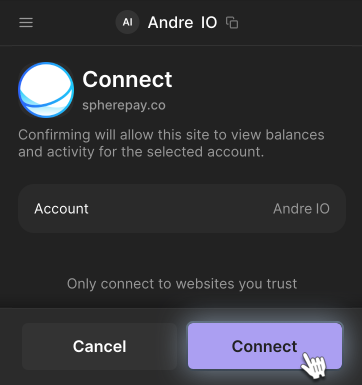 AI Andre IO
Connect
spherepay.co
Confirming will allow this site to view balances
and activity for the selected account.
Account Andre IO
Only connect to websites you trust
Cancel Connect